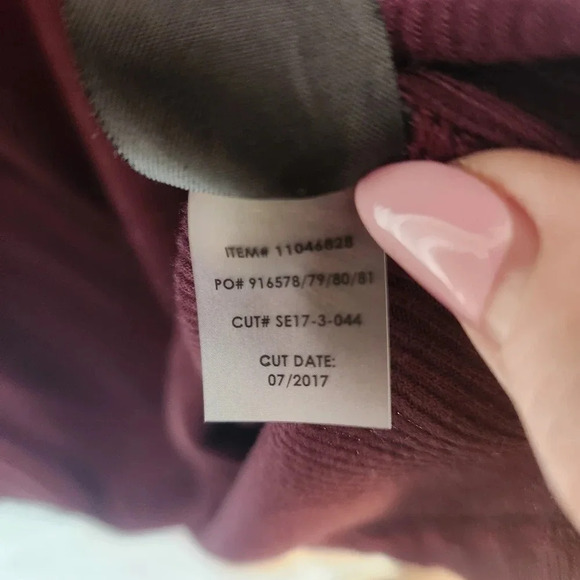 ITEM# 11046828
PO# 916578/79/80/81
CUT# SE17-3-044
CUT DATE:
07/2017